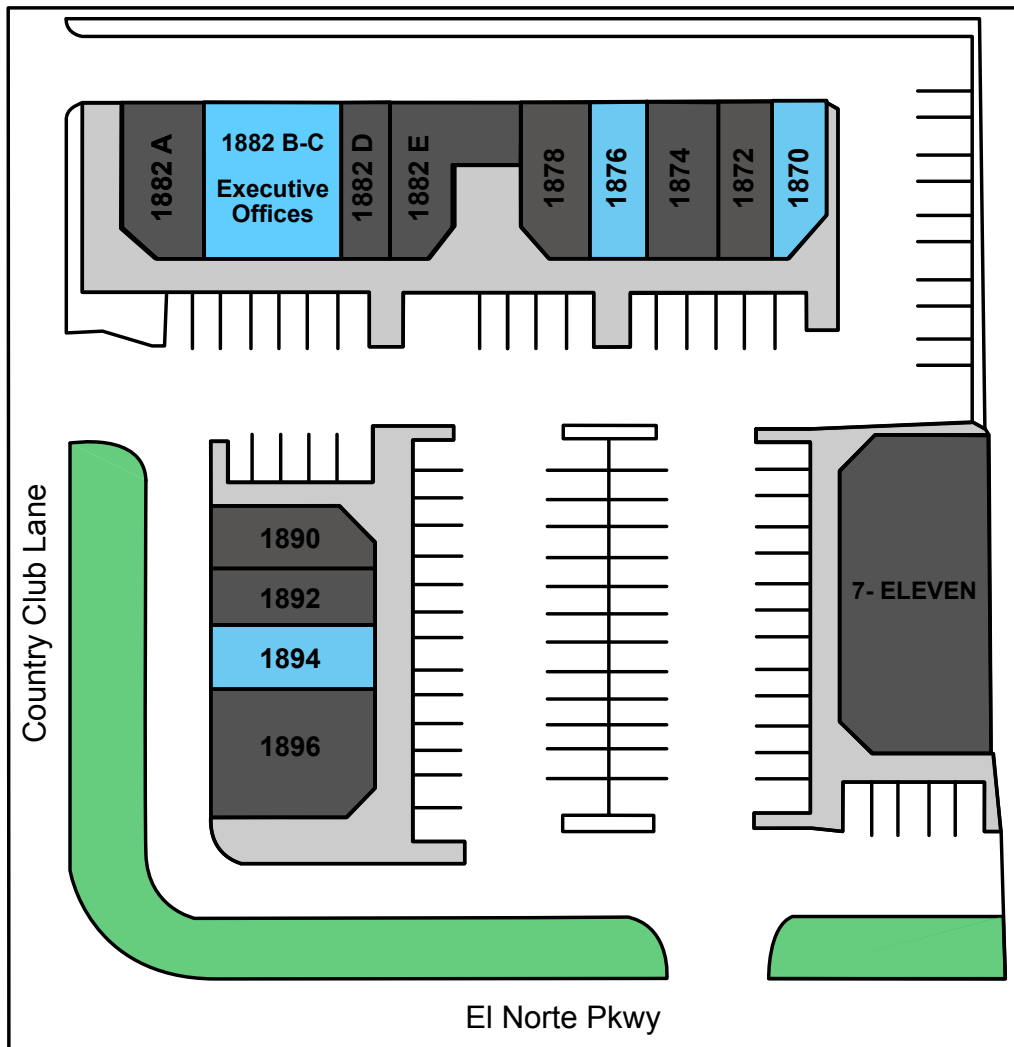 1882 A
1882 B-C
Executive
Offices
1882 D
1882 E
1878
1876
1874
1872
1870
1890
1892
1894
1896
7- ELEVEN
Country Club Lane
El Norte Pkwy